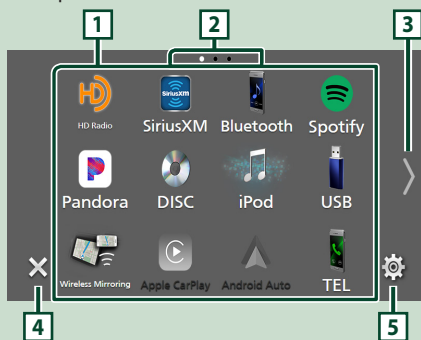 1 2 3
HD
SiriusXM
HD Radio SiriusXM Bluetooth Spotify
Pandora DISC iPod USB
Wireless Mirroring Apple CarPlay Android Auto TEL
4 5